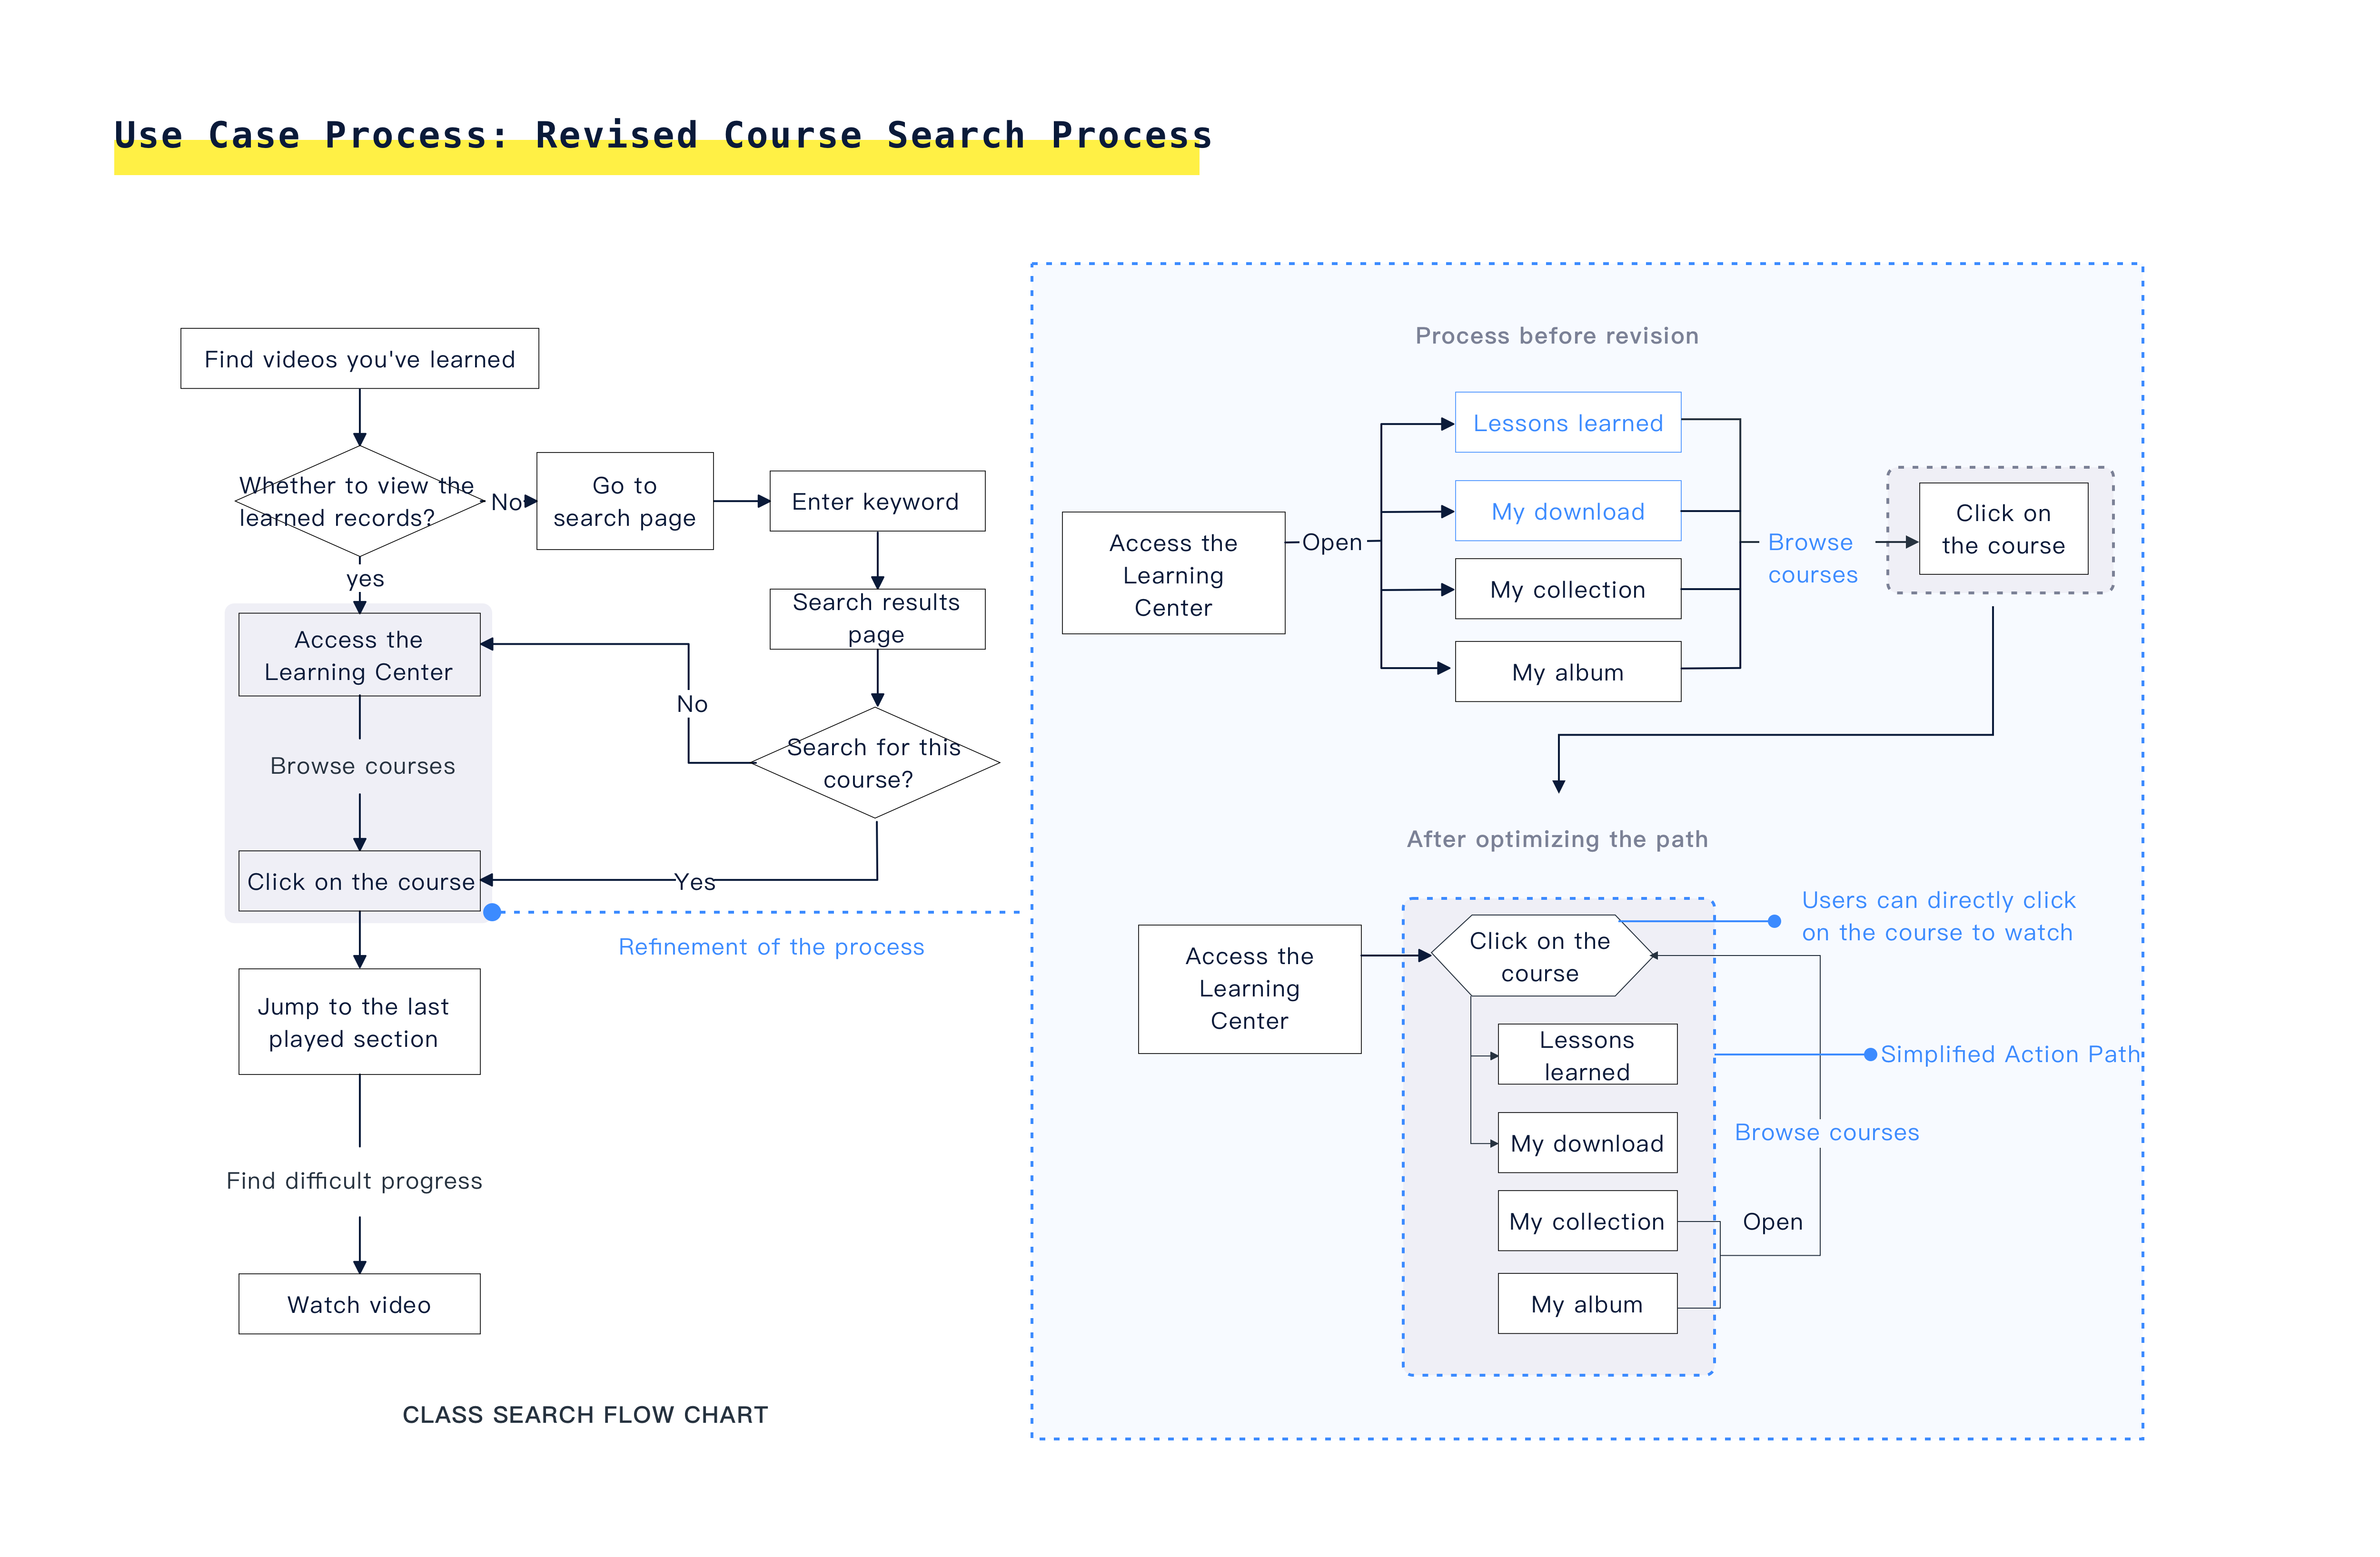 Use Case Process: Revised Course Search Process
Find videos you've learned
Whether to view the
learned records?
No
Go to
search page
Enter keyword
yes
Search results
page
Access the
Learning Center
No
Search for this
course?
Browse courses
Click on the course
Yes
Refinement of the process
Jump to the last
played section
Find difficult progress
Watch video
CLASS SEARCH FLOW CHART
Process before revision
Access the
Learning
Center
Open
Lessons learned
My download
My collection
My album
Browse
courses
Click on
the course
After optimizing the path
Access the
Learning
Center
Click on the
course
Users can directly click
on the course to watch
Lessons
learned
Simplified Action Path
My download
Browse courses
My collection
Open
My album